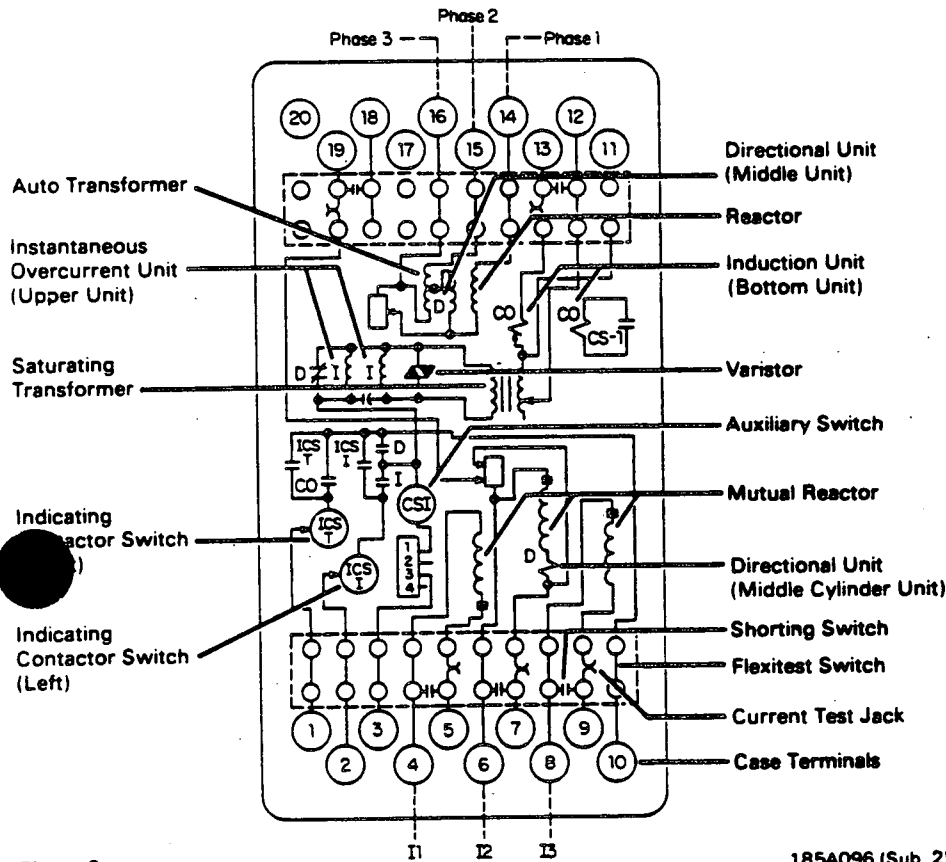 Phase 2
Phase 3
Phase 1
20
18
16
14
12
19
17
15
13
11
Directional Unit
(Middle Unit)
Auto Transformer
Reactor
Instantaneous
Overcurrent Unit
(Upper Unit)
Induction Unit
(Bottom Unit)
D
CO
CO
CS-1
D
I
I
Saturating
Transformer
Varistor
Auxiliary Switch
ICS
T
ICS
I
D
CO
I
CSI
Mutual Reactor
Indicating
Switch
ICS
T
ICS
I
1
2
3
4
D
Directional Unit
(Middle Cylinder Unit)
Indicating
Contactor Switch
(Left)
Shorting Switch
Flexitest Switch
Current Test Jack
1
3
5
7
9
2
4
6
8
10
Case Terminals
I1
I2
I3
185A096 (Sub. 2)